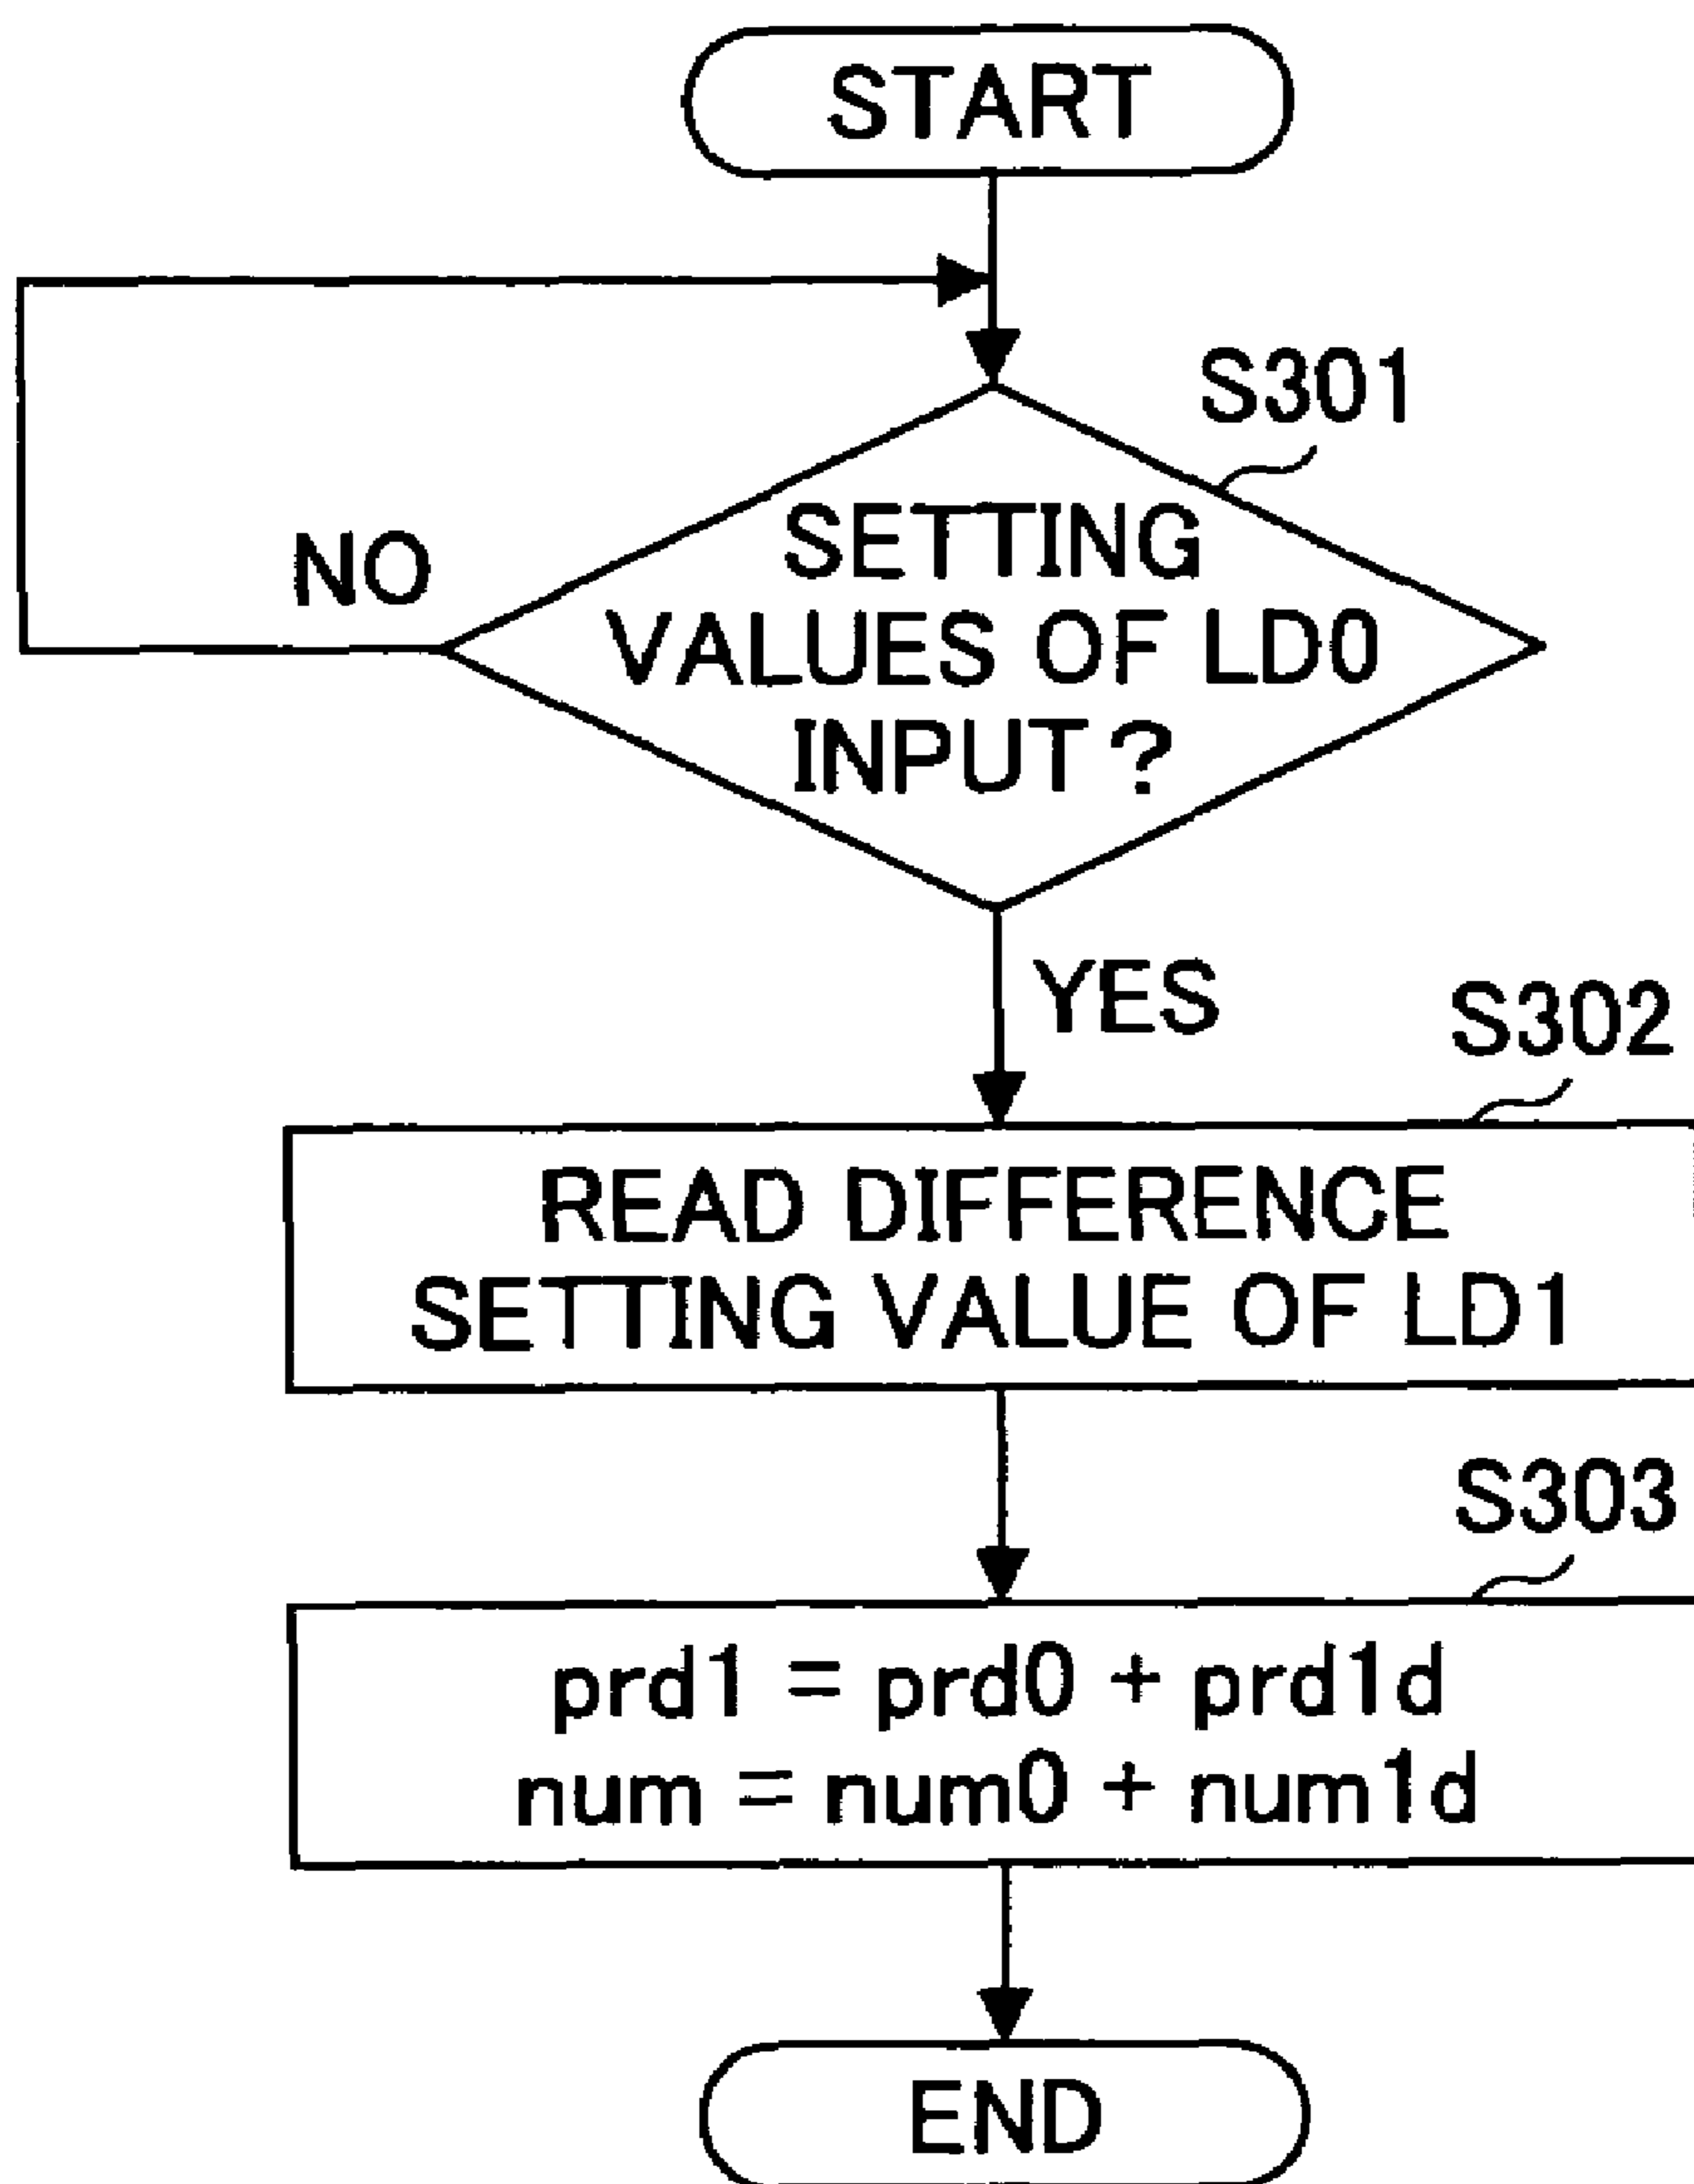 START
S301
SETTING
VALUES OF LD0
INPUT?
NO
YES
S302
READ DIFFERENCE
SETTING VALUE OF LD1
S303
prd1 = prd0 + prd1d
num = num0 + num1d
END